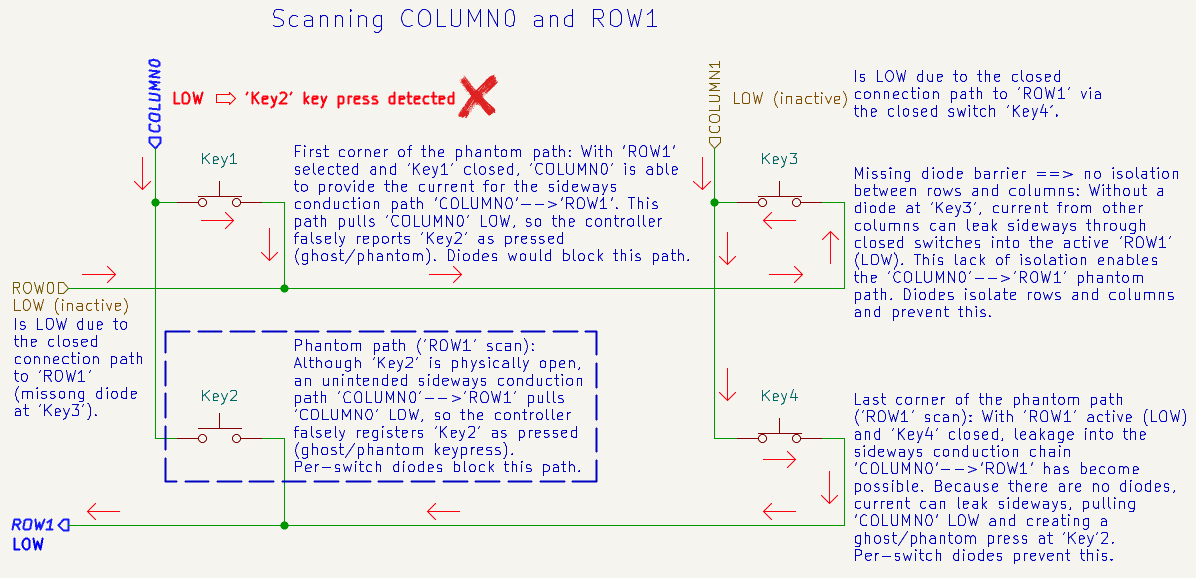 Scanning COLUMN0 and ROW1
COLUMN0
LOW ⇨ 'Key2' key press detected
COLUMN1
LOW (inactive)
Is LOW due to the closed
connection path to 'ROW1' via
the closed switch 'Key4'.
Key1
First corner of the phantom path: With 'ROW1'
selected and 'Key1' closed, 'COLUMN0' is able
to provide the current for the sideways
conduction path 'COLUMN0'-->'ROW1'. This
path pulls 'COLUMN0' LOW, so the controller
falsely reports 'Key2' as pressed
(ghost/phantom). Diodes would block this path.
Key3
Missing diode barrier ==> no isolation
between rows and columns: Without a
diode at 'Key3', current from other
columns can leak sideways through
closed switches into the active 'ROW1'
(LOW). This lack of isolation enables
the 'COLUMN0'-->'ROW1' phantom
path. Diodes isolate rows and columns
and prevent this.
ROW0
LOW (inactive)
Is LOW due to
the closed
connection path
to 'ROW1'
(missong diode
at 'Key3').
Key2
Phantom path ('ROW1' scan):
Although 'Key2' is physically open,
an unintended sideways conduction
path 'COLUMN0'-->'ROW1' pulls
'COLUMN0' LOW, so the controller
falsely registers 'Key2' as pressed
(ghost/phantom keypress).
Per-switch diodes block this path.
Key4
Last corner of the phantom path
('ROW1' scan): With 'ROW1' active (LOW)
and 'Key4' closed, leakage into the
sideways conduction chain
'COLUMN0'-->'ROW1' has become
possible. Because there are no diodes,
current can leak sideways, pulling
'COLUMN0' LOW and creating a
ghost/phantom press at 'Key'2.
Per-switch diodes prevent this.
ROW1
LOW